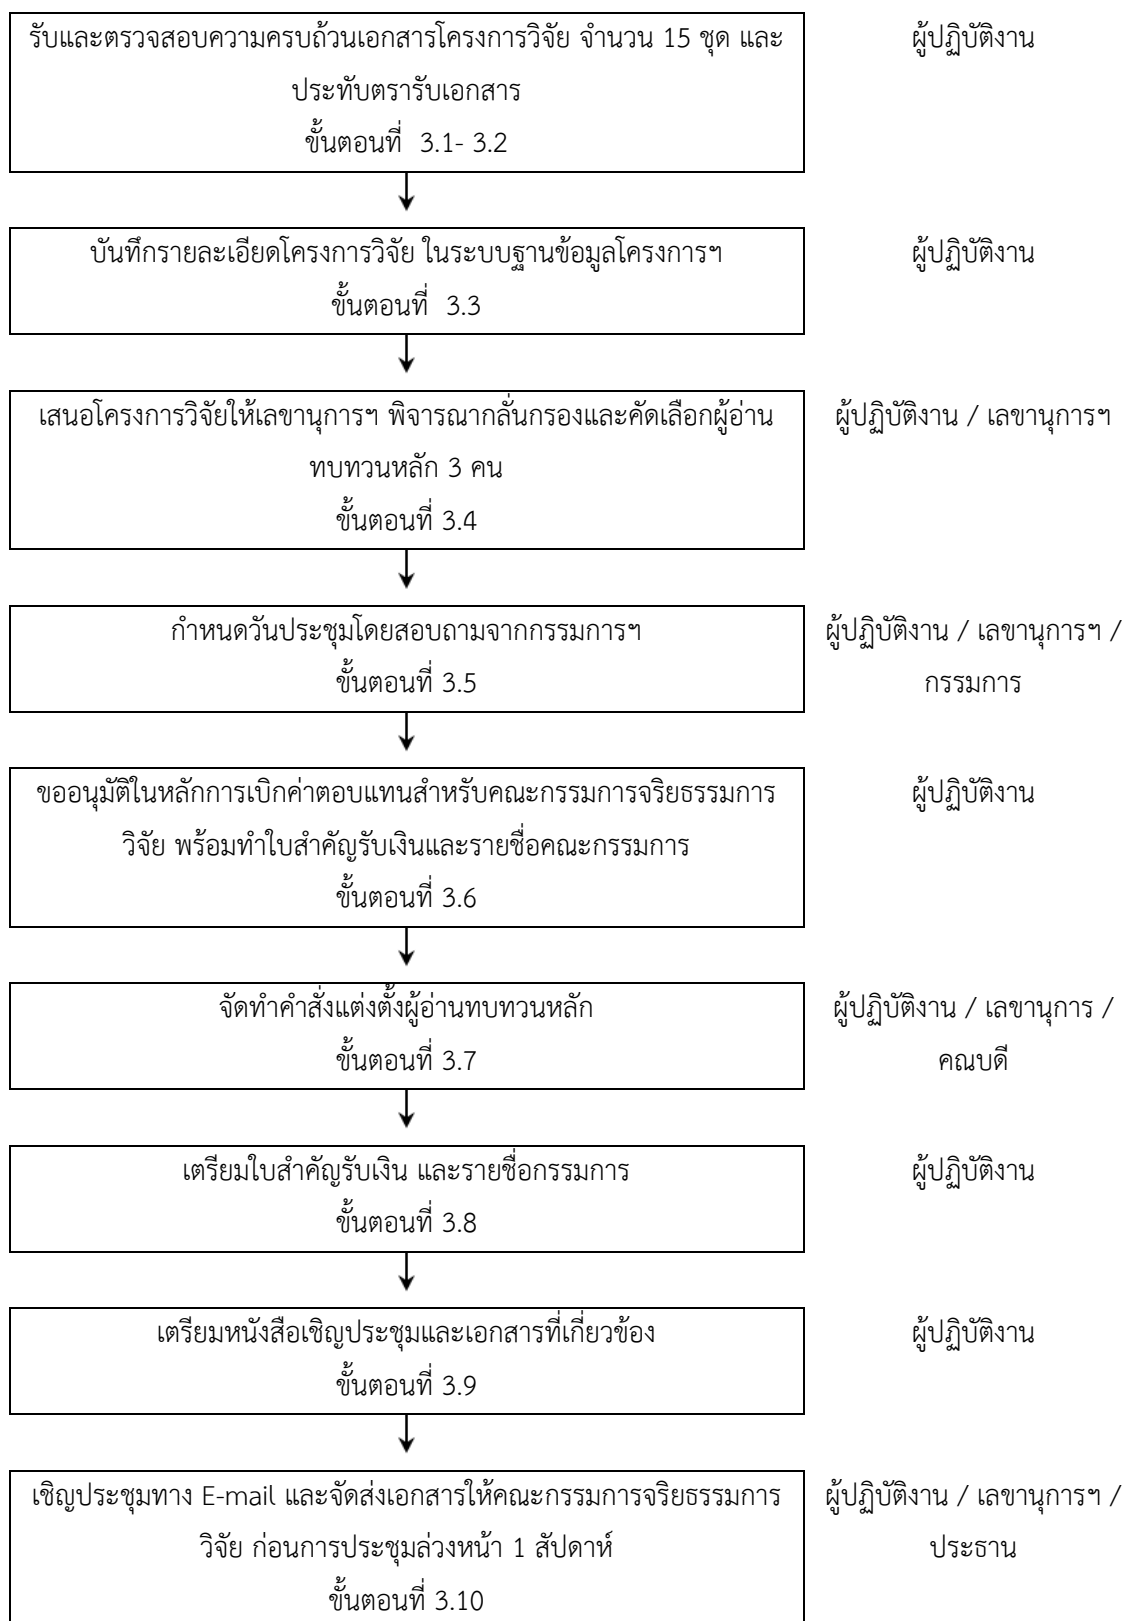 รับและตรวจสอบความครบถ้วนเอกสารโครงการวิจัย จำนวน 15 ชุด และ
ประทับตรารับเอกสาร
ขั้นตอนที่ 3.1- 3.2
ผู้ปฏิบัติงาน
บันทึกรายละเอียดโครงการวิจัย ในระบบฐานข้อมูลโครงการฯ
ขั้นตอนที่ 3.3
ผู้ปฏิบัติงาน
เสนอโครงการวิจัยให้เลขานุการฯ พิจารณากลั่นกรองและคัดเลือกผู้อ่าน
ทบทวนหลัก 3 คน
ขั้นตอนที่ 3.4
ผู้ปฏิบัติงาน / เลขานุการฯ
กำหนดวันประชุมโดยสอบถามจากกรรมการฯ
ขั้นตอนที่ 3.5
ผู้ปฏิบัติงาน / เลขานุการฯ /
กรรมการ
ขออนุมัติในหลักการเบิกค่าตอบแทนสำหรับคณะกรรมการจริยธรรมการ
วิจัย พร้อมทำใบสำคัญรับเงินและรายชื่อคณะกรรมการ
ขั้นตอนที่ 3.6
ผู้ปฏิบัติงาน
จัดทำคำสั่งแต่งตั้งผู้อ่านทบทวนหลัก
ขั้นตอนที่ 3.7
ผู้ปฏิบัติงาน / เลขานุการ /
คณบดี
เตรียมใบสำคัญรับเงิน และรายชื่อกรรมการ
ขั้นตอนที่ 3.8
ผู้ปฏิบัติงาน
เตรียมหนังสือเชิญประชุมและเอกสารที่เกี่ยวข้อง
ขั้นตอนที่ 3.9
ผู้ปฏิบัติงาน
เชิญประชุมทาง E-mail และจัดส่งเอกสารให้คณะกรรมการจริยธรรมการ
วิจัย ก่อนการประชุมล่วงหน้า 1 สัปดาห์
ขั้นตอนที่ 3.10
ผู้ปฏิบัติงาน / เลขานุการฯ /
ประธาน